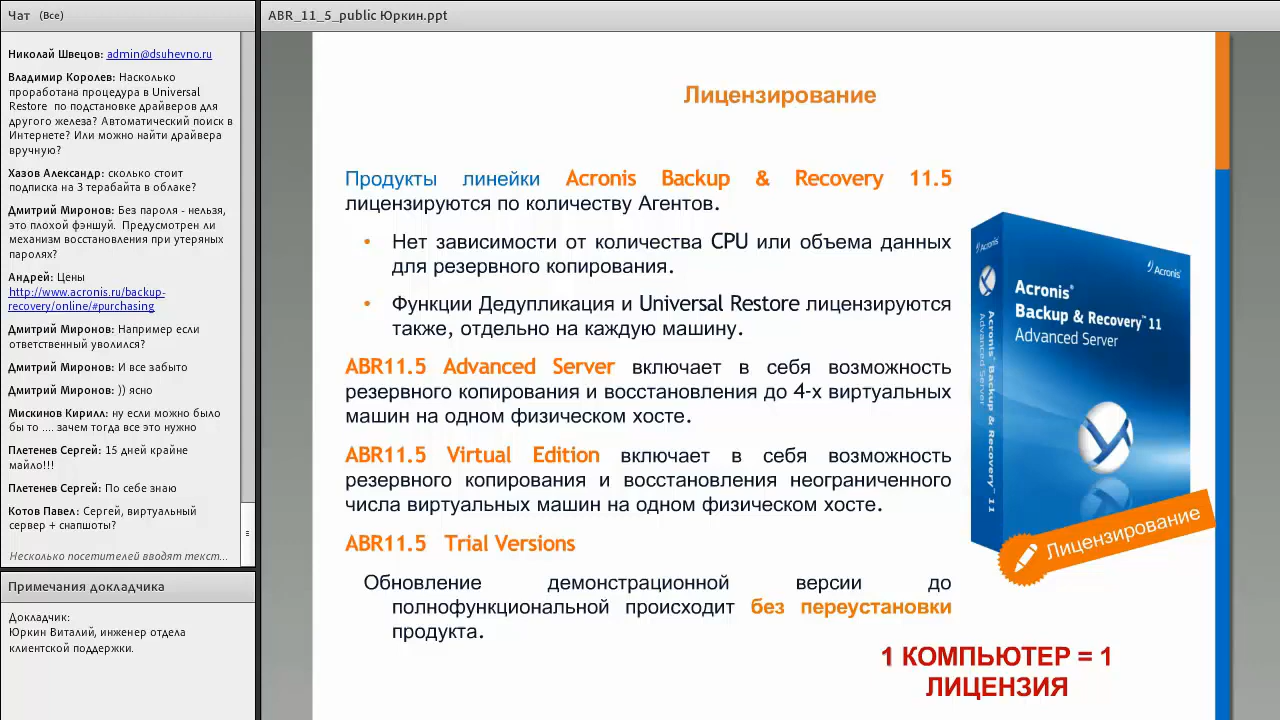 Чат (Все)
Николай Швецов: admin@dsuhevno.ru
Владимир Королев: Насколько
проработана процедура в Universal
Restore по подстановке драйверов для
другого железа? Автоматический поиск в
Интернете? Или можно найти драйвера
вручную?
Хазов Александр: сколько стоит
подписка на 3 терабайта в облаке?
Дмитрий Миронов: Без пароля - нельзя,
это плохой фэншуй. Предусмотрен ли
механизм восстановления при утеряных
паролях?
Андрей: Цены
http://www.acronis.ru/backup-
recovery/online/#purchasing
Дмитрий Миронов: Например если
ответственный уволился?
Дмитрий Миронов: И все забыто
Дмитрий Миронов: )) ясно
Мискинов Кирилл: ну если можно было
бы то .... зачем тогда все это нужно
Плетенев Сергей: 15 дней крайне
майло!!!
Плетенев Сергей: По себе знаю
Котов Павел: Сергей, виртуальный
сервер + снапшоты?
Несколько посетителей вводят текст...
Примечания докладчика
Докладчик:
Юркин Виталий, инженер отдела
клиентской поддержки.
ABR_11_5_public Юркин.ppt
Лицензирование
Продукты линейки Acronis Backup & Recovery 11.5
лицензируются по количеству Агентов.
• Нет зависимости от количества CPU или объема данных
для резервного копирования.
• Функции Дедупликация и Universal Restore лицензируются
также, отдельно на каждую машину.
ABR11.5 Advanced Server включает в себя возможность
резервного копирования и восстановления до 4-х виртуальных
машин на одном физическом хосте.
ABR11.5 Virtual Edition включает в себя возможность
резервного копирования и восстановления неограниченного
числа виртуальных машин на одном физическом хосте.
ABR11.5 Trial Versions
Обновление демонстрационной версии до
полнофункциональной происходит без переустановки
продукта.
Acronis
Acronis
Acronis®
Backup & Recovery™ 11
Advanced Server
Acronis® Backup & Recovery 11
Advanced Server
Лицензирование
1 КОМПЬЮТЕР = 1
ЛИЦЕНЗИЯ